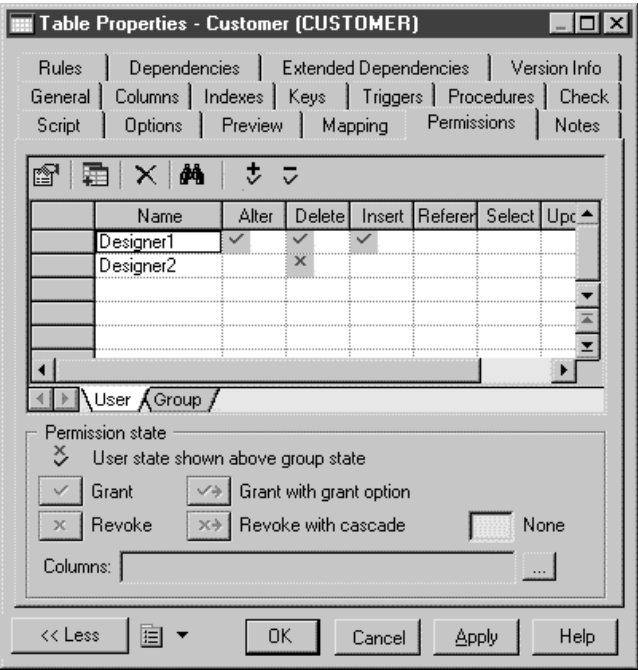 Table Properties - Customer (CUSTOMER)
Rules Dependencies Extended Dependencies Version Info
General Columns Indexes Keys Triggers Procedures Check
Script Options Preview Mapping Permissions Notes
Name Alter Delete Insert Referer Select Upd
Designer1
Designer2
User Group
Permission state
User state shown above group state
Grant Grant with grant option
Revoke Revoke with cascade None
Columns: ...
<< Less OK Cancel Apply Help